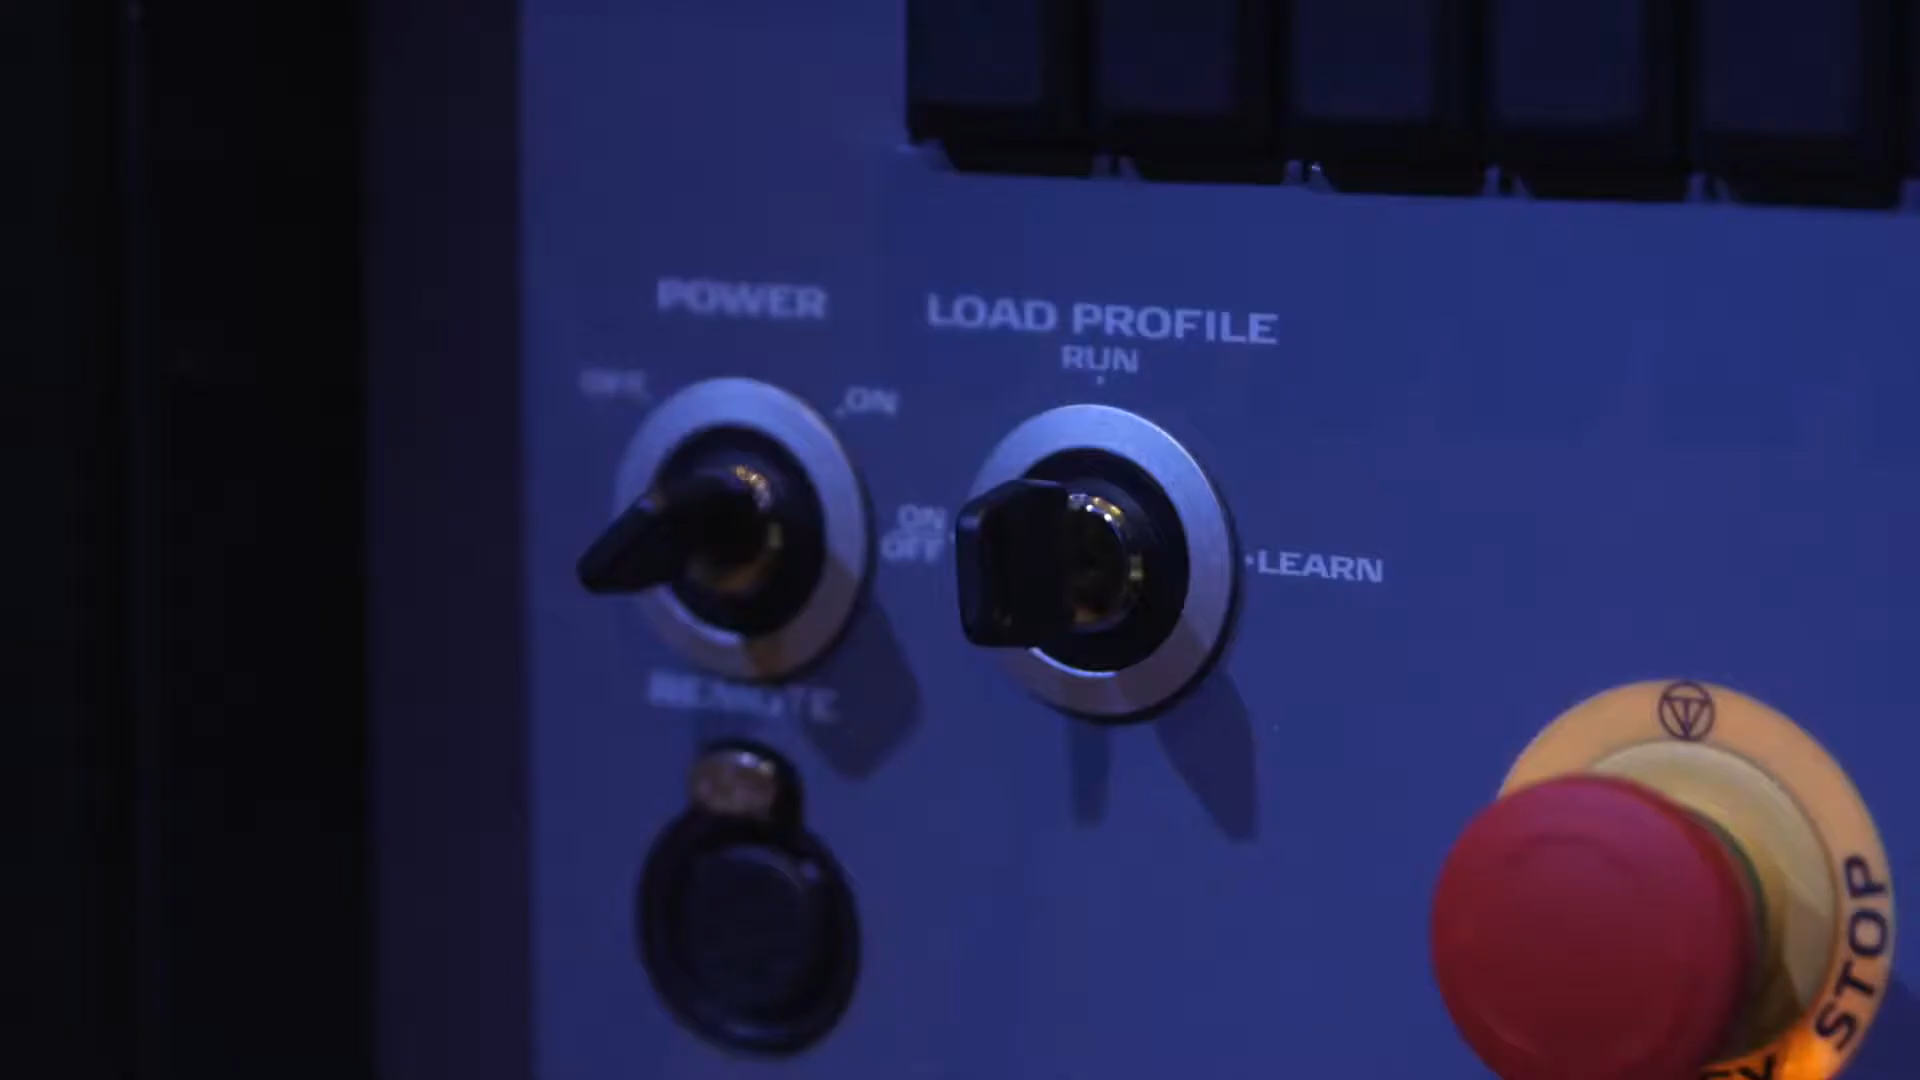 POWER
LOAD PROFILE
RUN
OFF
ON
ON
OFF
LEARN
REMOTE
STOP